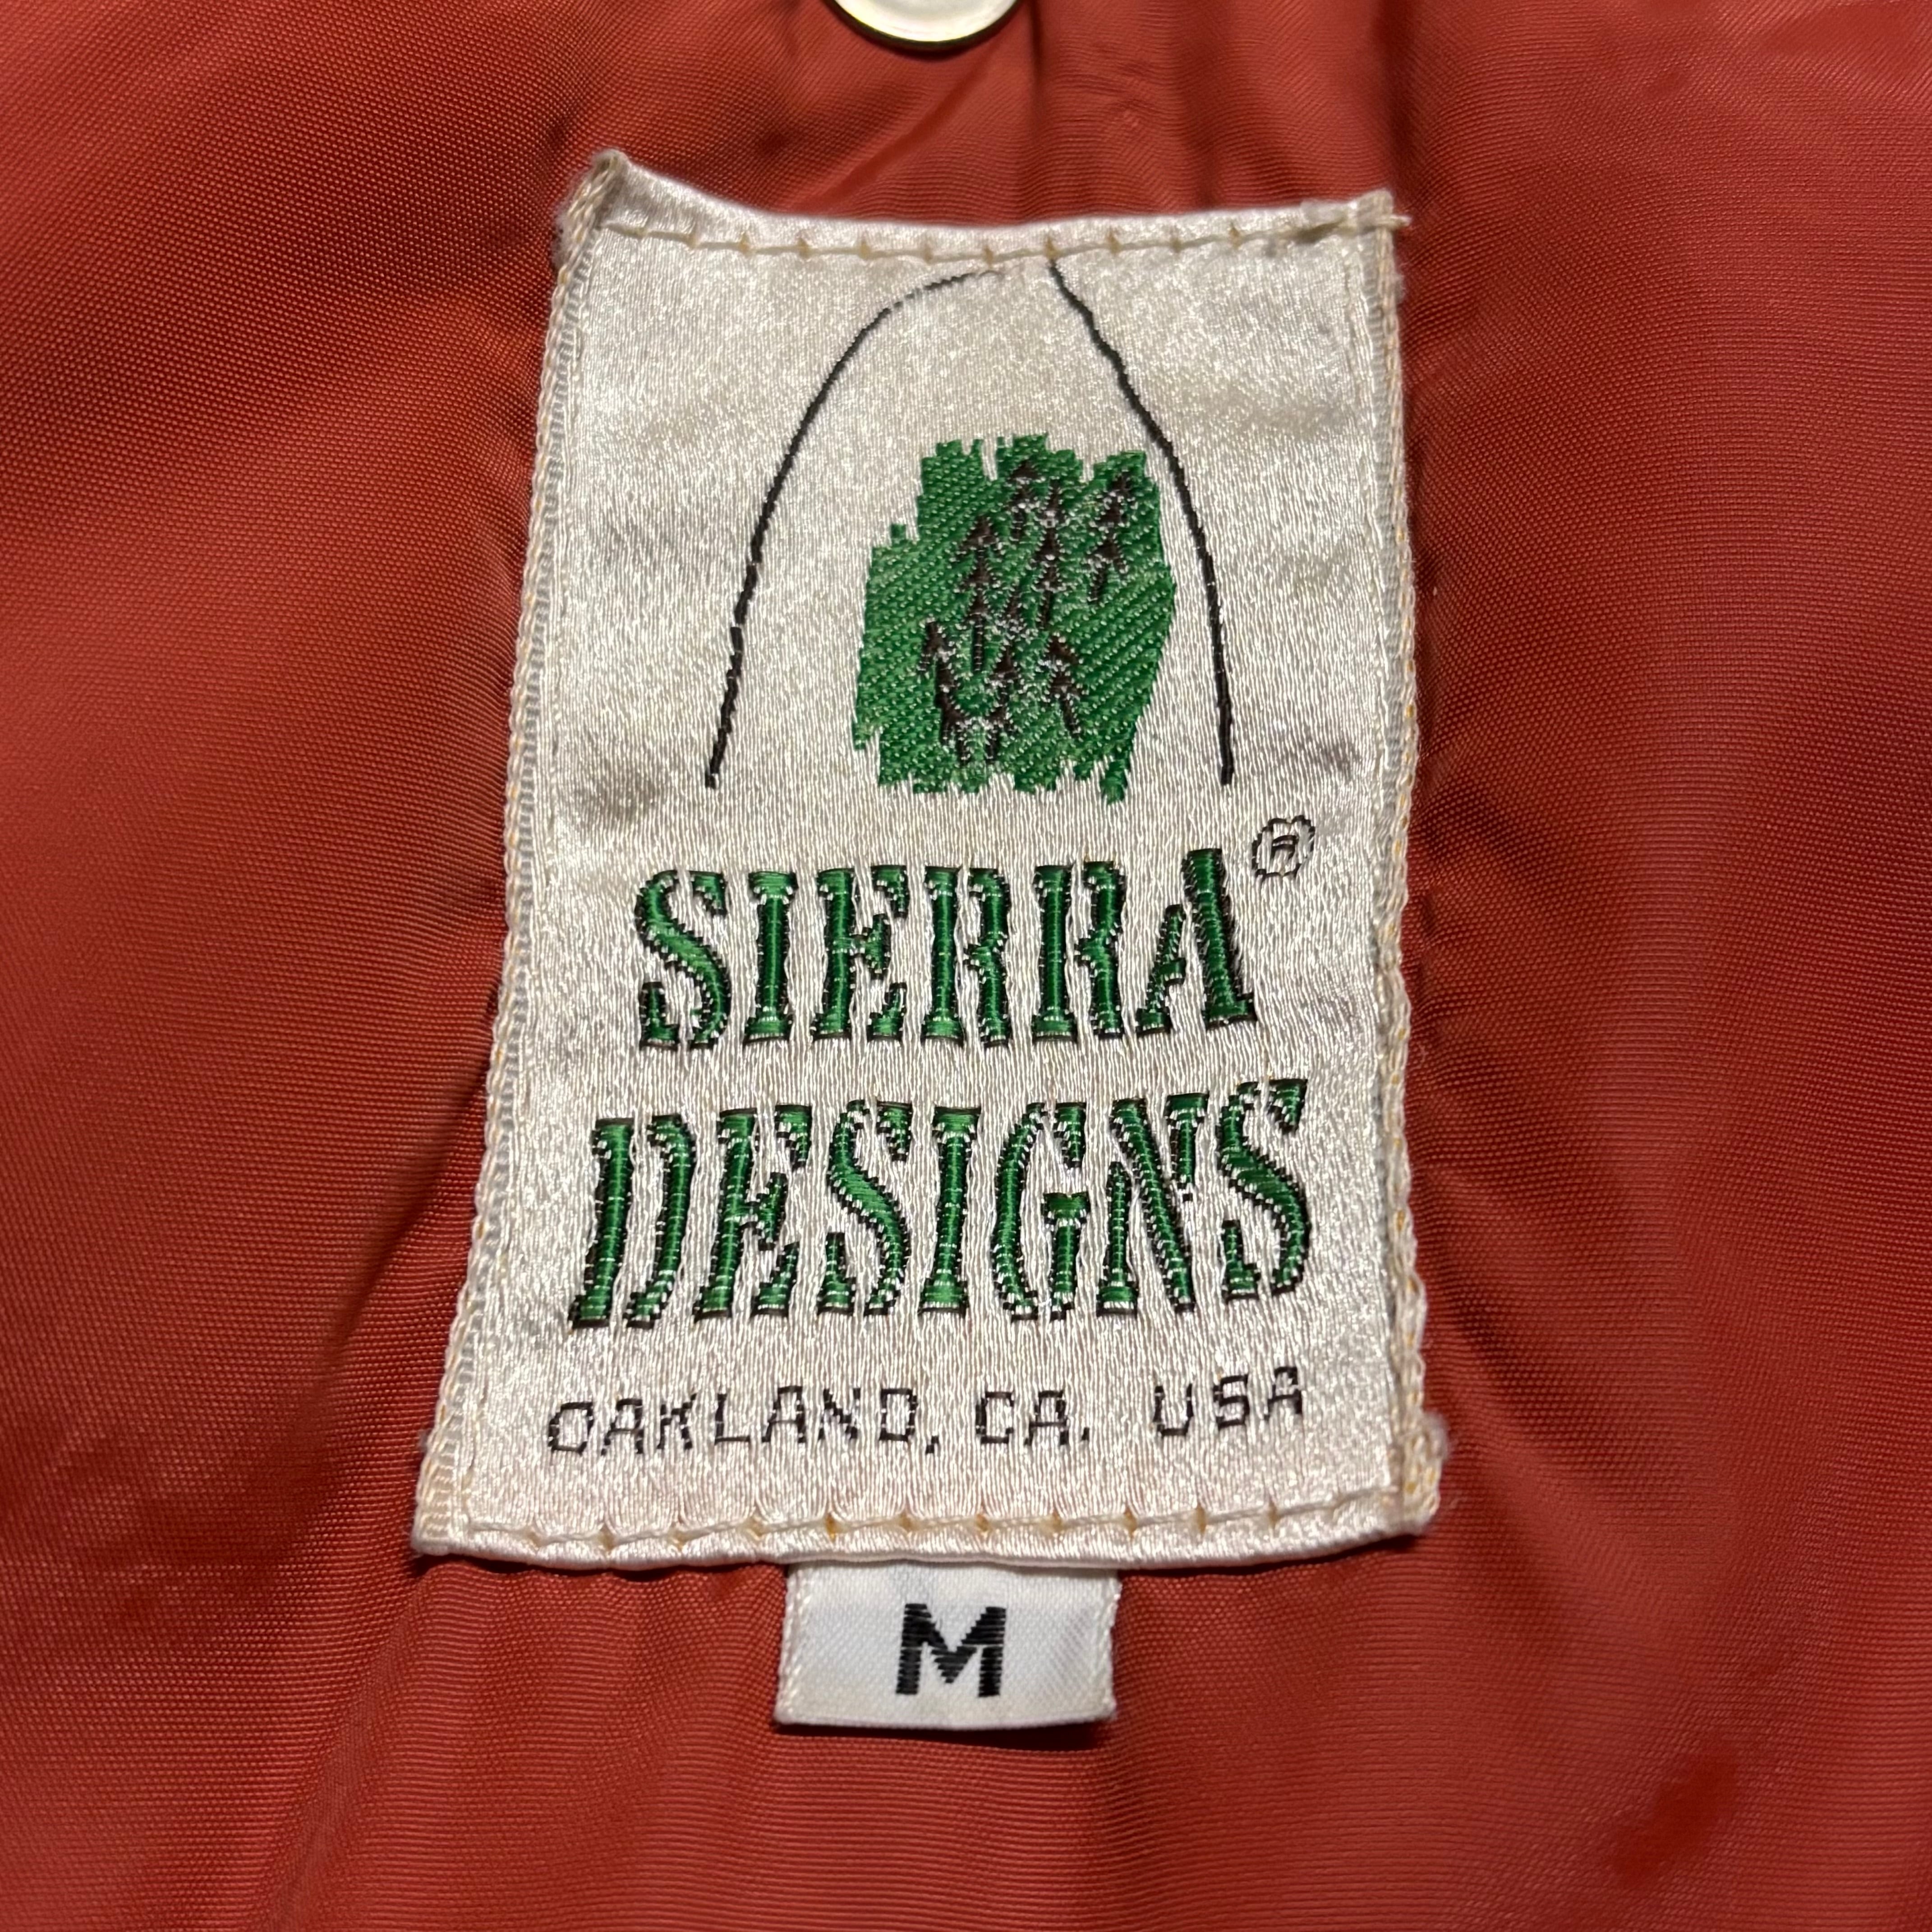 SIERRA®
DESIGNS
OAKLAND, CA. USA
M